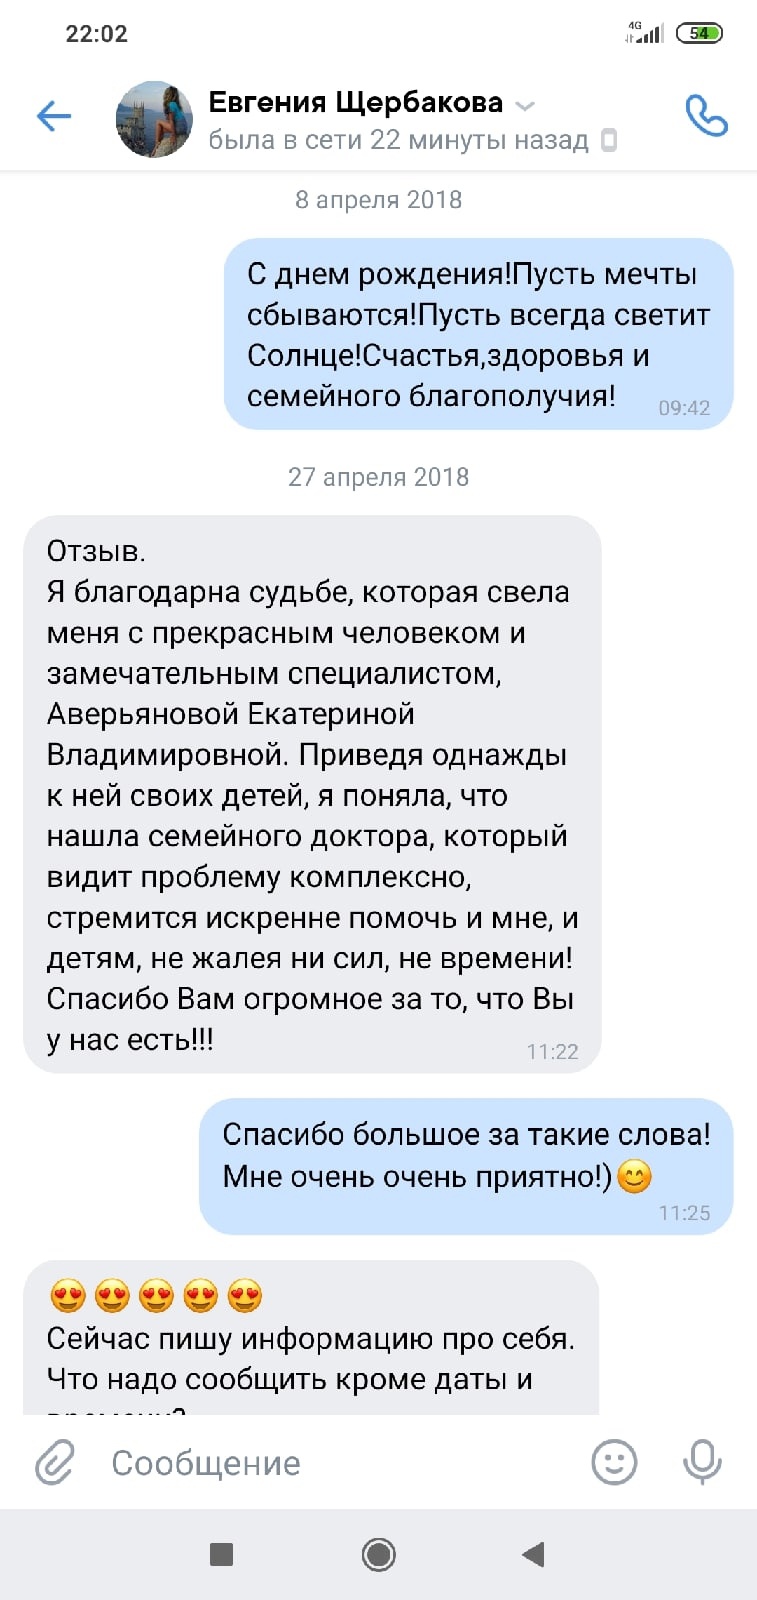 22:02
4G
54
Евгения Щербакова
была в сети 22 минуты назад
8 апреля 2018
С днем рождения!Пусть мечты
сбываются!Пусть всегда светит
Солнце!Счастья,здоровья и
семейного благополучия!
09:42
27 апреля 2018
Отзыв.
Я благодарна судьбе, которая свела
меня с прекрасным человеком и
замечательным специалистом,
Аверьяновой Екатериной
Владимировной. Приведя однажды
к ней своих детей, я поняла, что
нашла семейного доктора, который
видит проблему комплексно,
стремится искренне помочь и мне, и
детям, не жалея ни сил, не времени!
Спасибо Вам огромное за то, что Вы
у нас есть!!!
11:22
Спасибо большое за такие слова!
Мне очень очень приятно!)😊
11:25
😍😍😍😍😍
Сейчас пишу информацию про себя.
Что надо сообщить кроме даты и
Сообщение